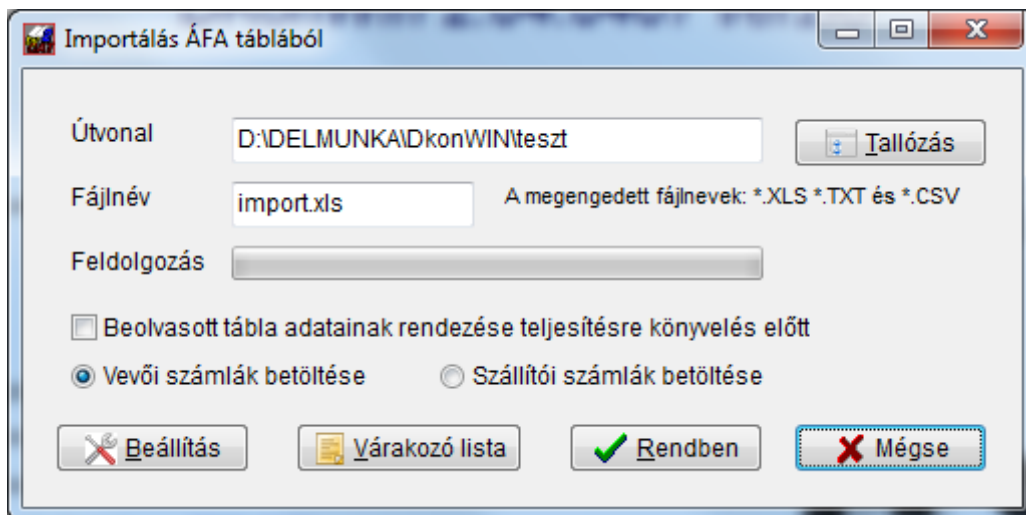 Importálás ÁFA táblából
Útvonal D:\DELMUNKA\DkonWIN\teszt Tallózás
Fájlnév import.xls A megengedett fájlnevek: *.XLS *.TXT és *.CSV
Feldolgozás
Beolvasott tábla adatainak rendezése teljesítésre könyvelés előtt
Vevői számlák betöltése Szállítói számlák betöltése
Beállítás Várakozó lista Rendben Mégse